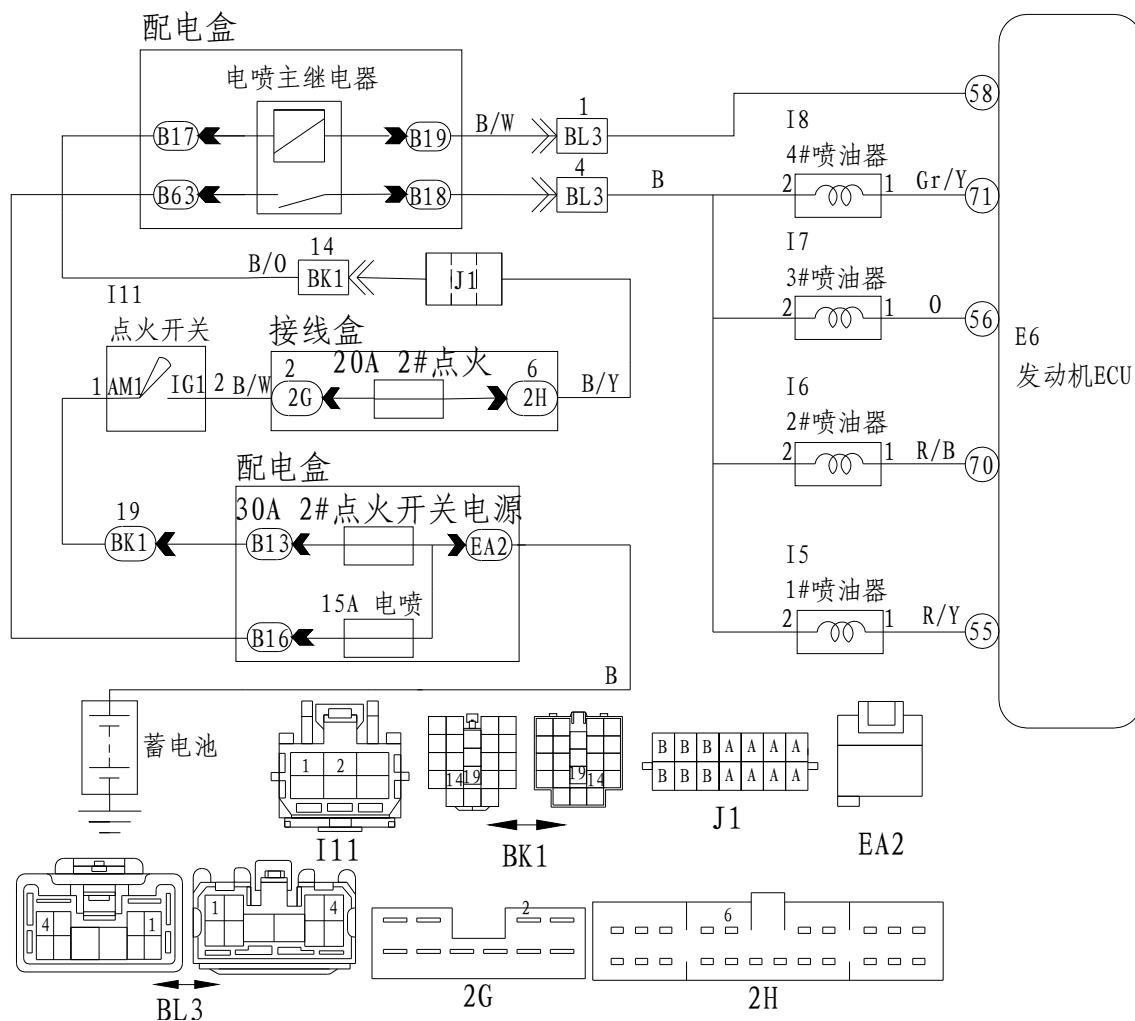 配电盒
电喷主继电器
B17
B19
B/W
1
BL3
58
B63
B18
4
BL3
B
I8
4#喷油器
2
1
Gr/Y
71
14
B/O
BK1
J1
I7
3#喷油器
2
1
O
56
I11
点火开关
1
AM1
IG1
2
B/W
接线盒
20A 2#点火
2
2G
6
2H
B/Y
E6
发动机ECU
I6
2#喷油器
2
1
R/B
70
配电盒
30A 2#点火开关电源
19
BK1
B13
EA2
15A 电喷
B16
B
I5
1#喷油器
2
1
R/Y
55
蓄电池
1 2
I11
14 19
19 14
BK1
B B B A A A A
B B B A A A A
J1
EA2
4 1
1 4
BL3
2
2G
6
2H